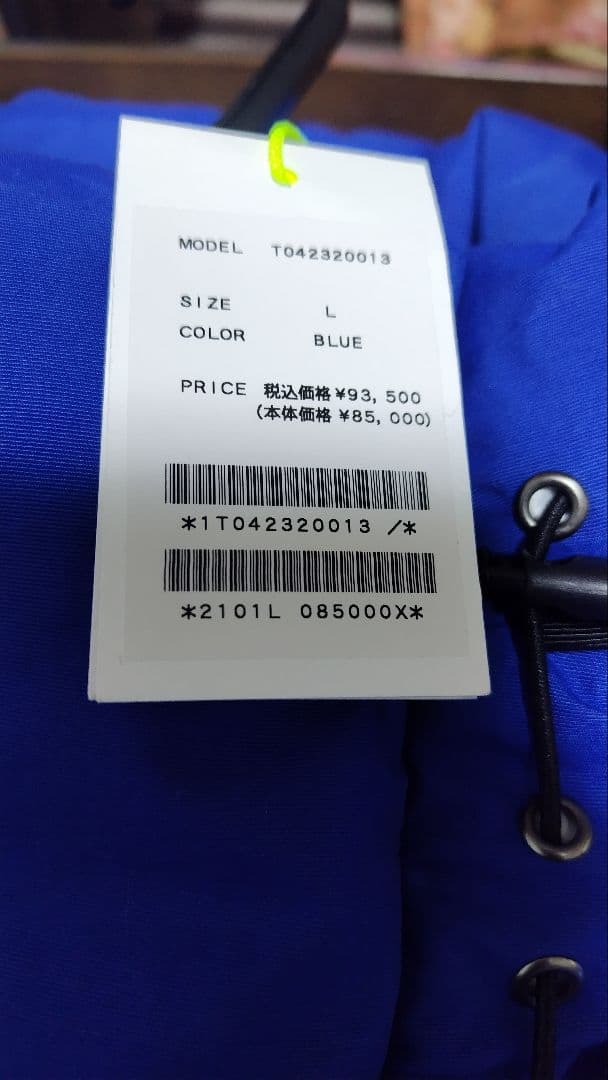 MODEL T042320013
SIZE L
COLOR BLUE
PRICE 税込価格 ¥93,500
(本体価格 ¥85,000)
*1T042320013 /*
*2101L 085000X*